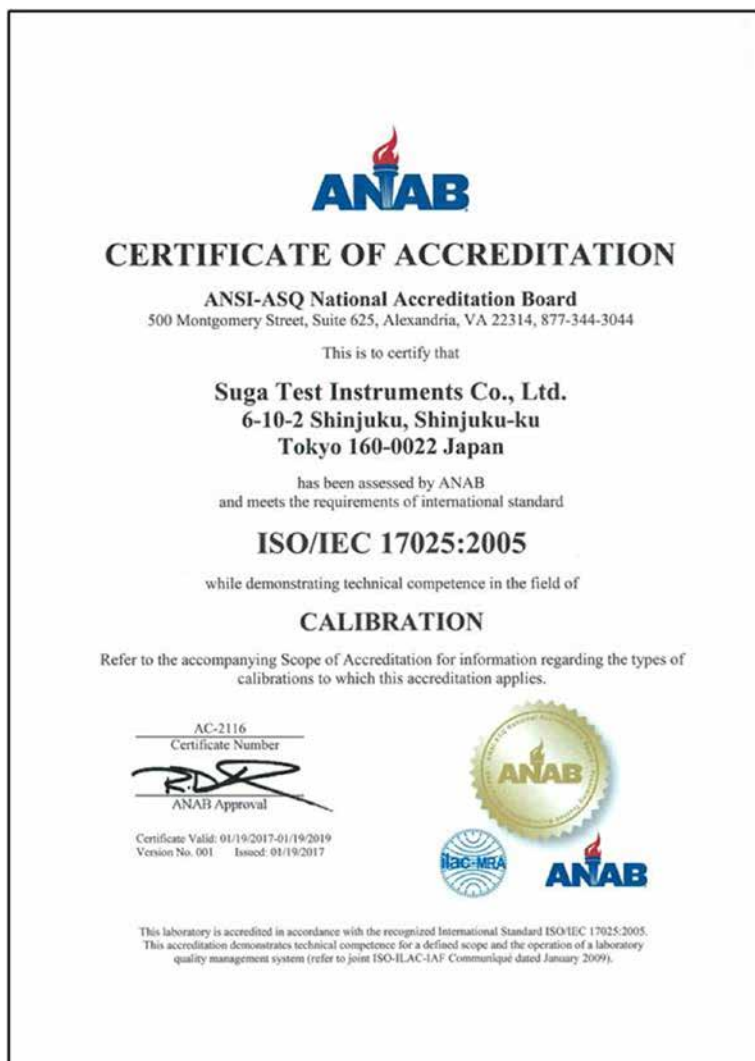 ANAB
CERTIFICATE OF ACCREDITATION
ANSI-ASQ National Accreditation Board
500 Montgomery Street, Suite 625, Alexandria, VA 22314, 877-344-3044
This is to certify that
Suga Test Instruments Co., Ltd.
6-10-2 Shinjuku, Shinjuku-ku
Tokyo 160-0022 Japan
has been assessed by ANAB
and meets the requirements of international standard
ISO/IEC 17025:2005
while demonstrating technical competence in the field of
CALIBRATION
Refer to the accompanying Scope of Accreditation for information regarding the types of
calibrations to which this accreditation applies.
AC-2116
Certificate Number
ANAB Approval
Certificate Valid: 01/19/2017-01/19/2019
Version No. 001 Issued: 01/19/2017
ANAB
ilac-MRA
ANAB
This laboratory is accredited in accordance with the recognized International Standard ISO/IEC 17025:2005.
This accreditation demonstrates technical competence for a defined scope and the operation of a laboratory
quality management system (refer to joint ISO-ILAC-IAF Communiqué dated January 2009).